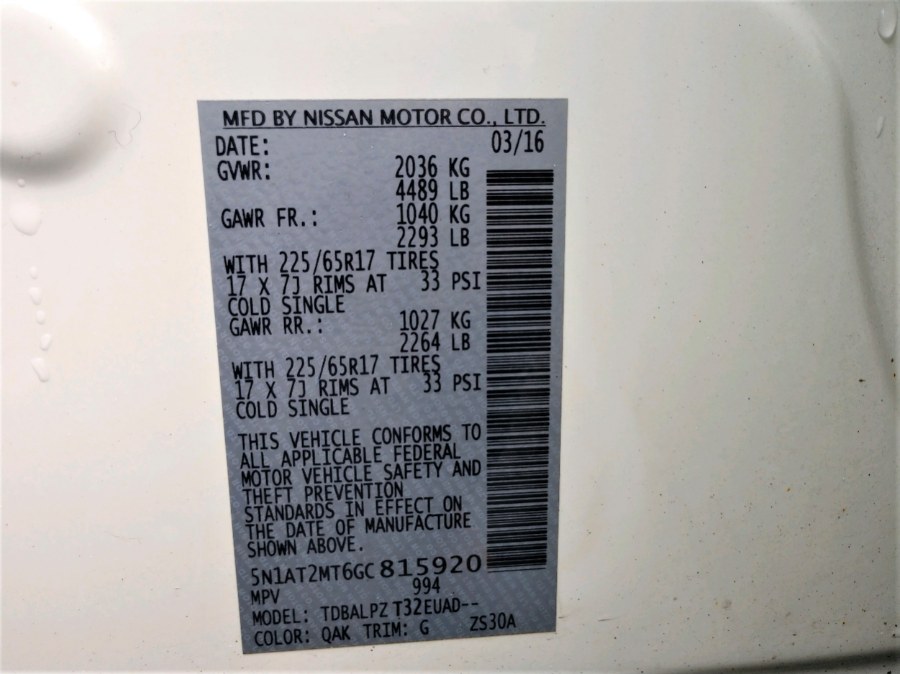 MFD BY NISSAN MOTOR CO., LTD.
DATE: 03/16
GVWR: 2036 KG
4489 LB
GAWR FR.: 1040 KG
2293 LB
WITH 225/65R17 TIRES
17 X 7J RIMS AT 33 PSI
COLD SINGLE
GAWR RR.: 1027 KG
2264 LB
WITH 225/65R17 TIRES
17 X 7J RIMS AT 33 PSI
COLD SINGLE
THIS VEHICLE CONFORMS TO
ALL APPLICABLE FEDERAL
MOTOR VEHICLE SAFETY AND
THEFT PREVENTION
STANDARDS IN EFFECT ON
THE DATE OF MANUFACTURE
SHOWN ABOVE.
5N1AT2MT6GC815920
MPV 994
MODEL: TDBALPZ T32EUAD--
COLOR: QAK TRIM: G ZS30A